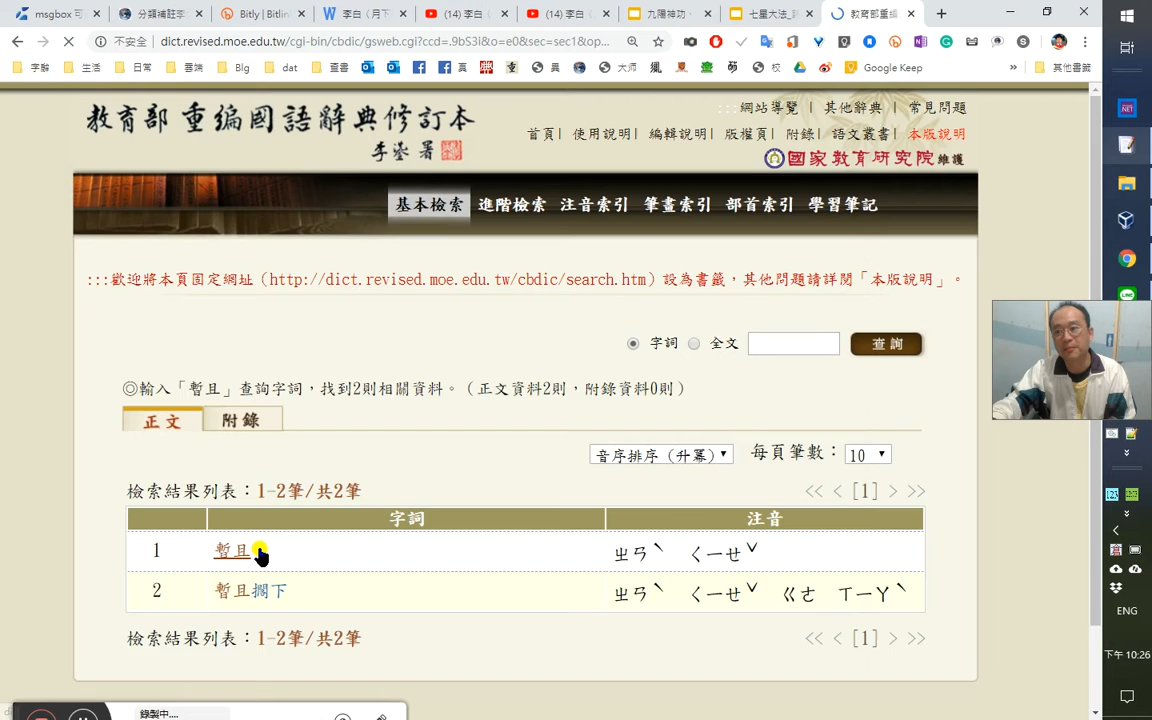 msgbox 可
分類補註李
Bitly | Bitlin
李白（月下
(14) 李白
(14) 李白
九陽神功、
七星大法_
教育部重編
不安全 | dict.revised.moe.edu.tw/cgi-bin/cbdic/gsweb.cgi?ccd=.9bS3i&o=e0&sec=sec1&op...
字辭 生活 日常 雲端 Blg dat 查書 真 異 大師 校 Google Keep » 其他書籤
教育部 重編國語辭典修訂本
李鍌 署
:::網站導覽 | 其他辭典 | 常見問題
首頁| 使用說明| 編輯說明| 版權頁| 附錄| 語文叢書| 本版說明
國家教育研究院 維護
基本檢索 進階檢索 注音索引 筆畫索引 部首索引 學習筆記
:::歡迎將本頁固定網址（http://dict.revised.moe.edu.tw/cbdic/search.htm）設為書籤，其他問題請詳閱「本版說明」。
字詞 全文 查詢
◎輸入「暫且」查詢字詞，找到2則相關資料。（正文資料2則，附錄資料0則）
正文 附錄
音序排序（升冪） 每頁筆數： 10
檢索結果列表：1-2筆/共2筆 << < [1] > >>
字詞 注音
1 暫且 ㄓㄢˋ ㄑㄧㄝˇ
2 暫且擱下 ㄓㄢˋ ㄑㄧㄝˇ ㄍㄜ ㄒㄧㄚˋ
檢索結果列表：1-2筆/共2筆 << < [1] > >>
錄製中....
.NET
123
ENG
下午 10:26